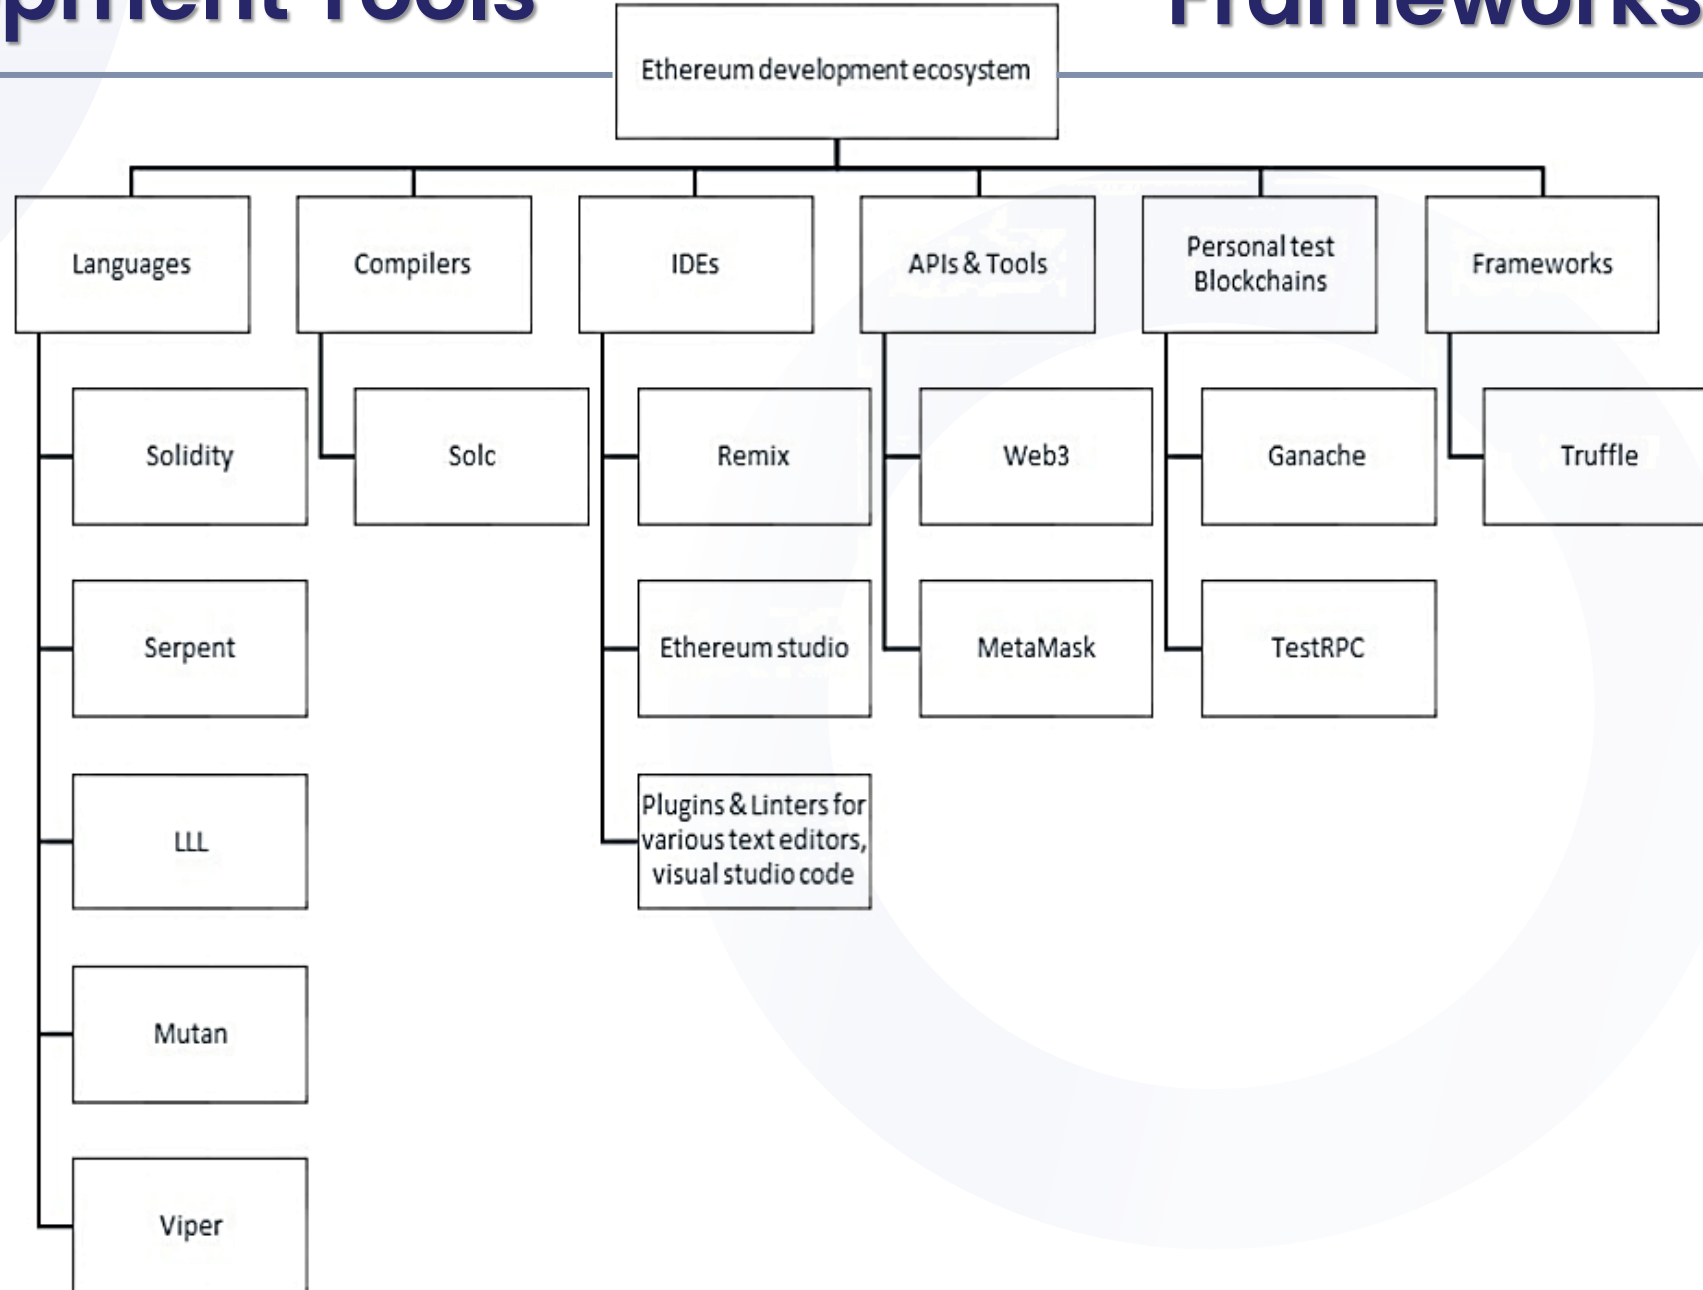 pment Tools
Frameworks
Ethereum development ecosystem
Languages
Compilers
IDEs
APIs & Tools
Personal test
Blockchains
Frameworks
Solidity
Solc
Remix
Web3
Ganache
Truffle
Serpent
Ethereum studio
MetaMask
TestRPC
LLL
Plugins & Linters for
various text editors,
visual studio code
Mutan
Viper